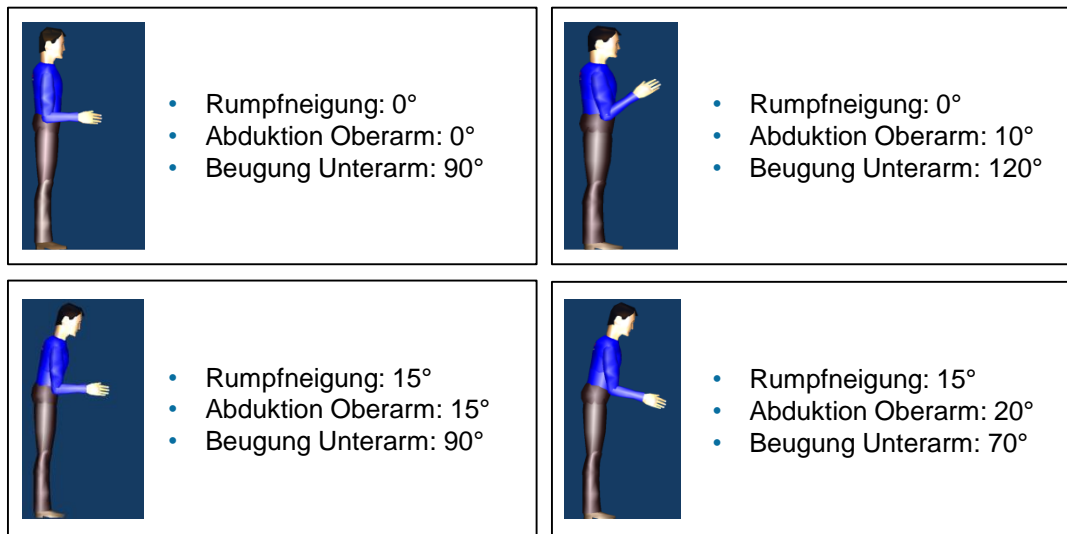 • Rumpfneigung: 0°
• Abduktion Oberarm: 0°
• Beugung Unterarm: 90°
• Rumpfneigung: 0°
• Abduktion Oberarm: 10°
• Beugung Unterarm: 120°
• Rumpfneigung: 15°
• Abduktion Oberarm: 15°
• Beugung Unterarm: 90°
• Rumpfneigung: 15°
• Abduktion Oberarm: 20°
• Beugung Unterarm: 70°